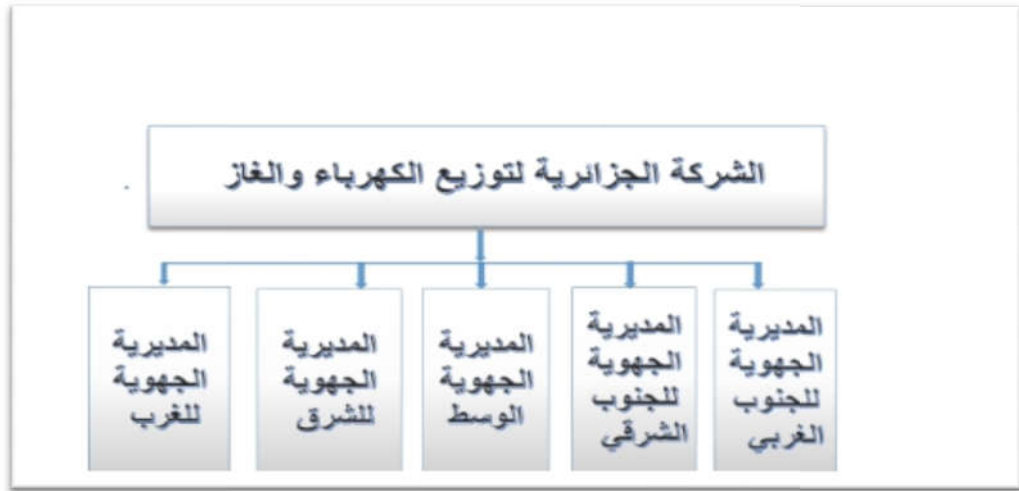 الشركة الجزائرية لتوزيع الكهرباء والغاز
المديرية
الجهوية
للجنوب
الغربي
المديرية
الجهوية
للجنوب
الشرقي
المديرية
الجهوية
الوسط
المديرية
الجهوية
للشرق
المديرية
الجهوية
للغرب